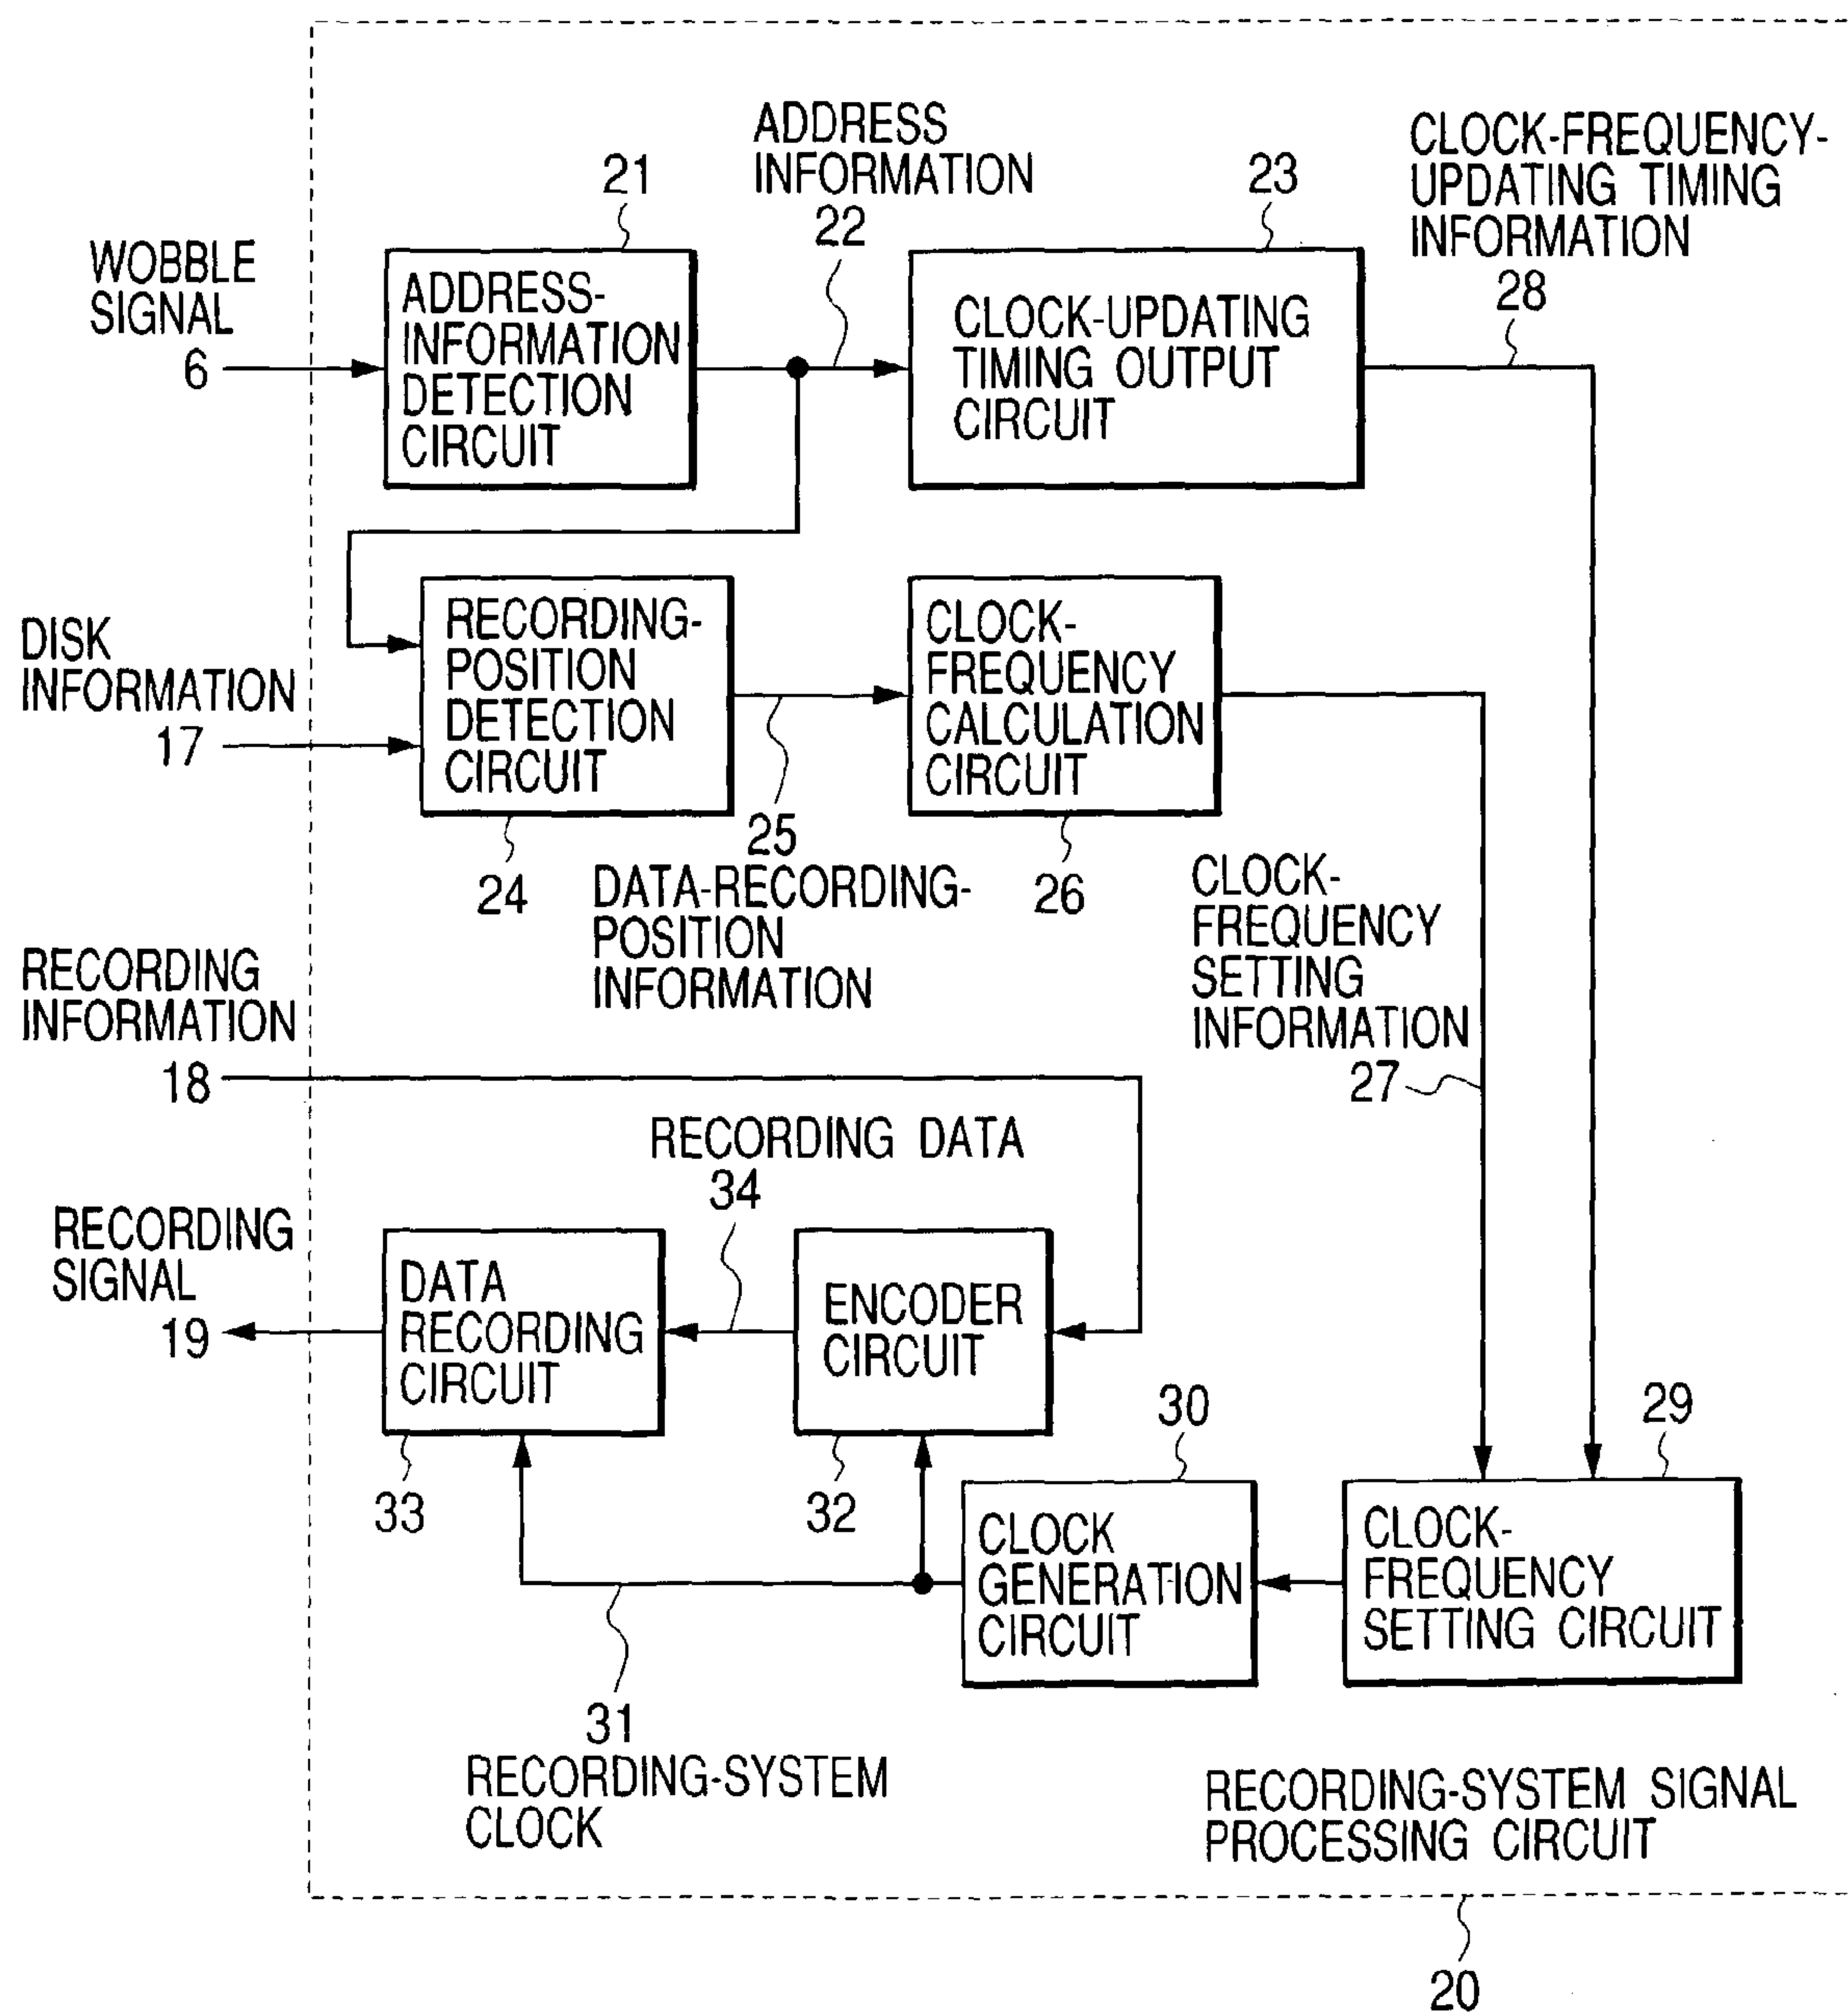 ADDRESS
INFORMATION
22
CLOCK-FREQUENCY-
UPDATING TIMING
INFORMATION
28
21
23
WOBBLE
SIGNAL
6
ADDRESS-
INFORMATION
DETECTION
CIRCUIT
CLOCK-UPDATING
TIMING OUTPUT
CIRCUIT
DISK
INFORMATION
17
RECORDING-
POSITION
DETECTION
CIRCUIT
CLOCK-
FREQUENCY
CALCULATION
CIRCUIT
24
25
DATA-RECORDING-
POSITION
INFORMATION
26
CLOCK-
FREQUENCY
SETTING
INFORMATION
27
RECORDING
INFORMATION
18
RECORDING DATA
34
RECORDING
SIGNAL
19
DATA
RECORDING
CIRCUIT
ENCODER
CIRCUIT
33
32
30
29
CLOCK
GENERATION
CIRCUIT
CLOCK-
FREQUENCY
SETTING CIRCUIT
31
RECORDING-SYSTEM
CLOCK
RECORDING-SYSTEM SIGNAL
PROCESSING CIRCUIT
20